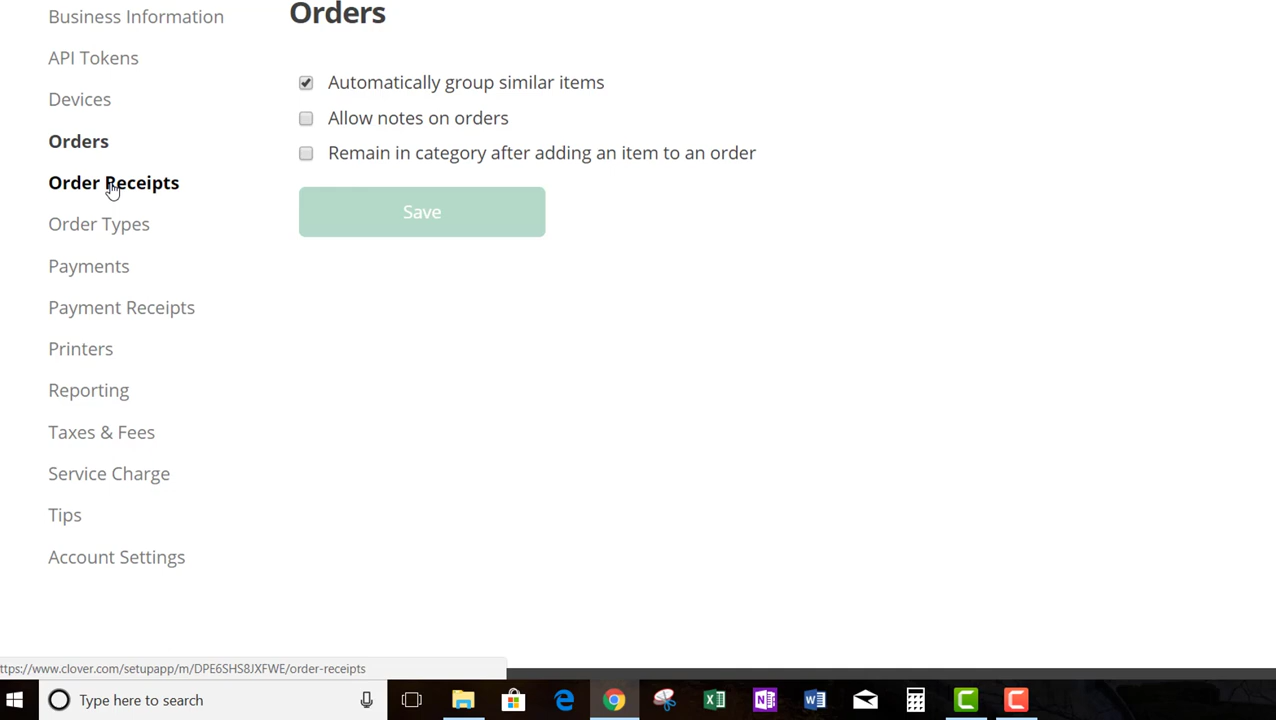 Business Information
Orders
API Tokens
Automatically group similar items
Devices
Allow notes on orders
Orders
Remain in category after adding an item to an order
Order Receipts
Save
Order Types
Payments
Payment Receipts
Printers
Reporting
Taxes & Fees
Service Charge
Tips
Account Settings
ttps://www.clover.com/setupapp/m/DPE6SHS8JXFWE/order-receipts
Type here to search